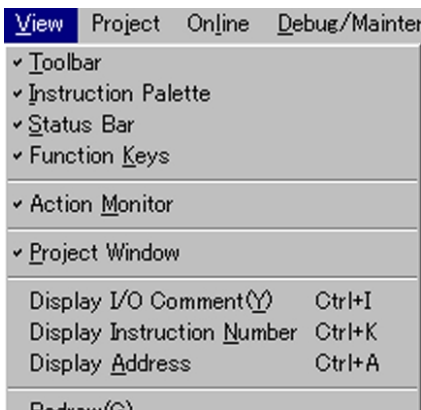 View Project Online Debug/Mainter
Toolbar
Instruction Palette
Status Bar
Function Keys
Action Monitor
Project Window
Display I/O Comment(Y) Ctrl+I
Display Instruction Number Ctrl+K
Display Address Ctrl+A